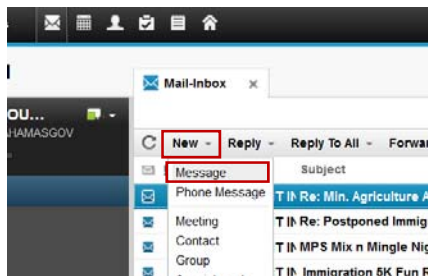 Mail-Inbox
OU...
HAMASGOV
New Reply Reply To All Forwar
Message
Subject
Phone Message
T IN Re: Min. Agriculture A
Meeting
T IN Re: Postponed Immig
Contact
T IN MPS Mix n Mingle Nig
Group
T IN Immigration 5K Fun R